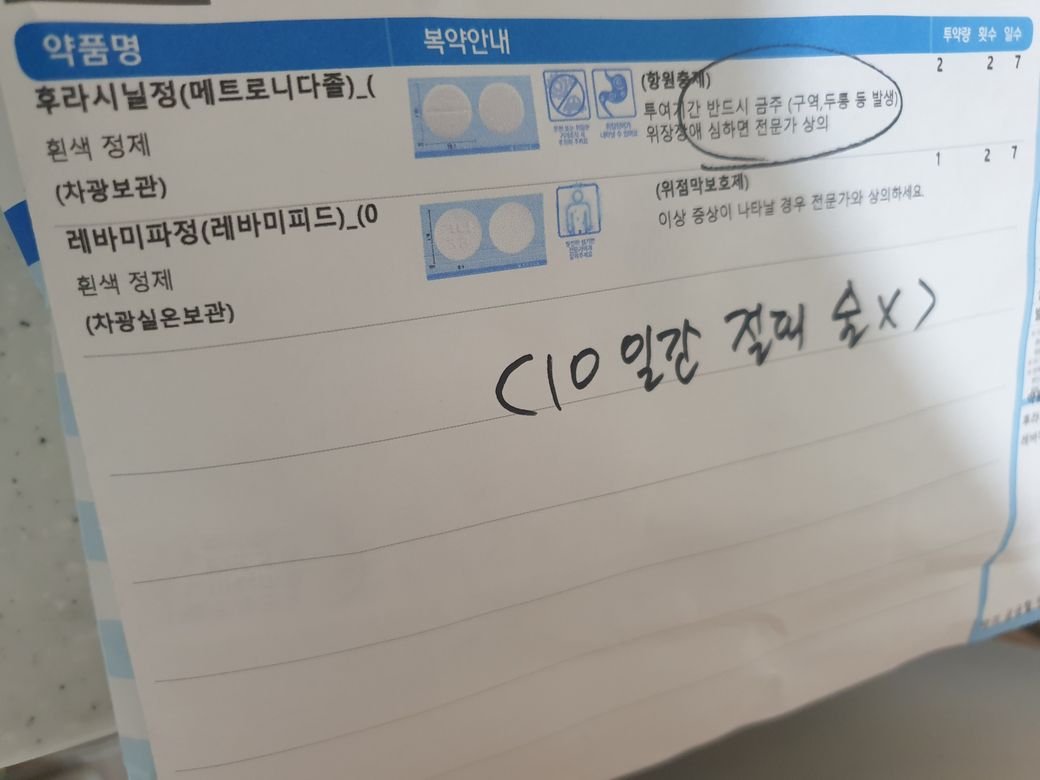 약품명 복약안내 투약량 횟수 일수
후라시닐정(메트로니다졸)_( (항원충제) 2 2 7
흰색 정제 투여기간 반드시 금주 (구역,두통 등 발생)
(차광보관) 위장장애 심하면 전문가 상의
레바미파정(레바미피드)_(0 (위점막보호제) 1 2 7
흰색 정제 이상 증상이 나타날 경우 전문가와 상의하세요.
(차광실온보관)
(10일간 절대 술X)